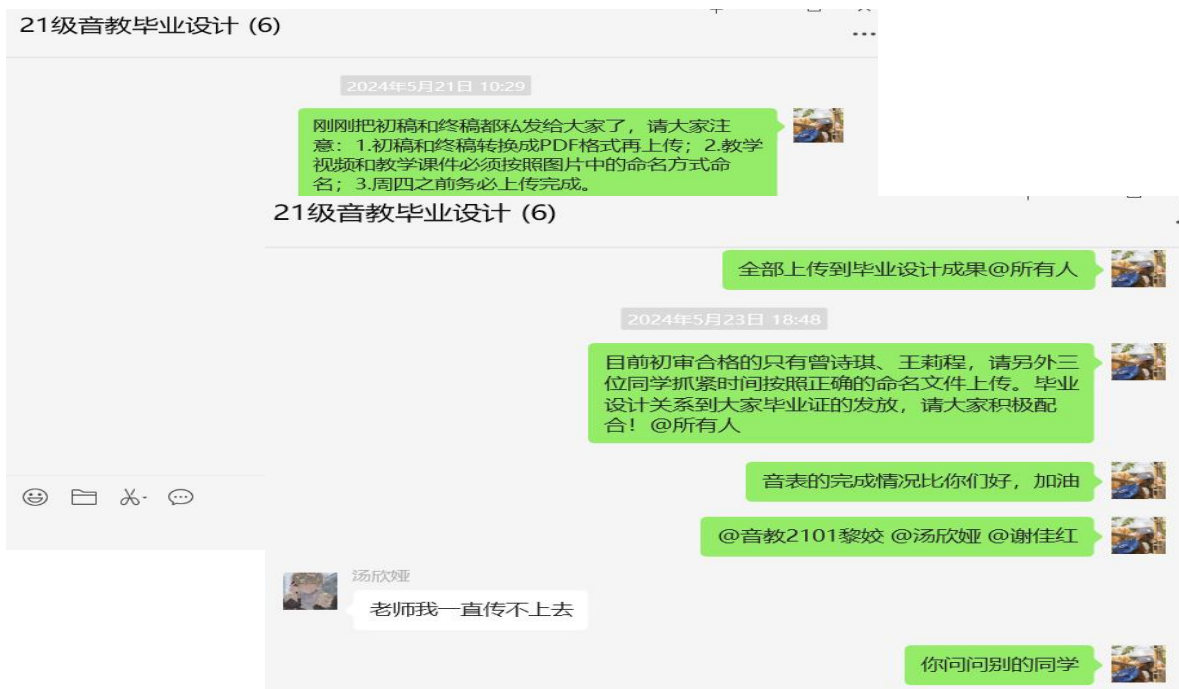 21级音教毕业设计 (6)
2024年5月21日 10:29
刚刚把初稿和终稿都私发给大家了，请大家注
意：1.初稿和终稿转换成PDF格式再上传；2.教学
视频和教学课件必须按照图片中的命名方式命
名；3.周四之前务必上传完成。
21级音教毕业设计 (6)
全部上传到毕业设计成果@所有人
2024年5月23日 18:48
目前初审合格的只有曾诗琪、王莉程，请另外三
位同学抓紧时间按照正确的命名文件上传。毕业
设计关系到大家毕业证的发放，请大家积极配
合！@所有人
音表的完成情况比你们好，加油
@音教2101黎姣 @汤欣娅 @谢佳红
汤欣娅
老师我一直传不上去
你问问别的同学